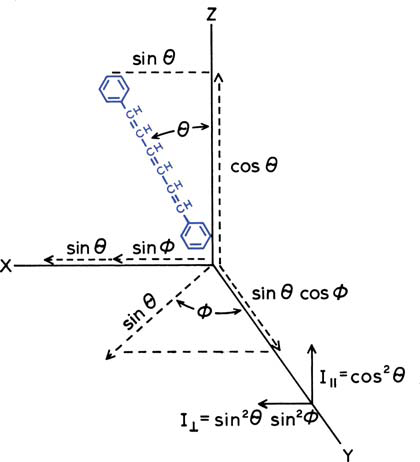 Z
sin θ
H H H H H H
C=C-C=C-C=C
θ
cos θ
sin θ sin Φ
X
sin θ
Φ
sin θ cos Φ
I∥=cos²θ
I⊥=sin²θ sin²Φ
Y